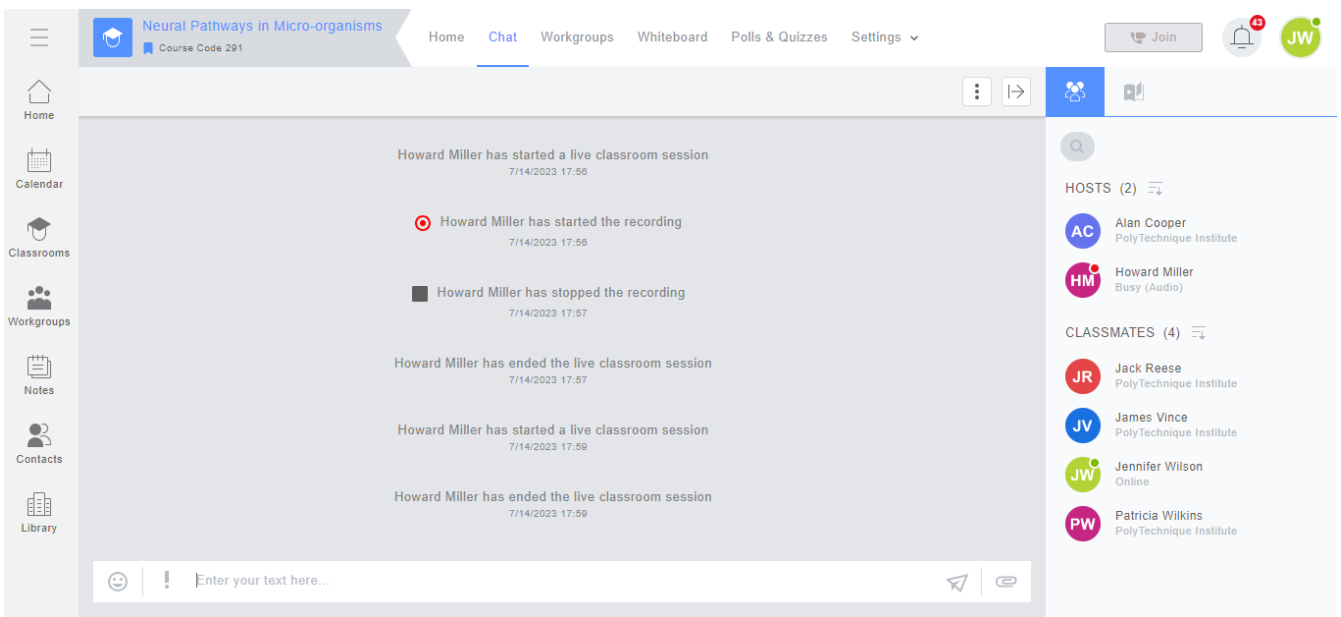 Neural Pathways in Micro-organisms
Course Code 291
Home Chat Workgroups Whiteboard Polls & Quizzes Settings
Join
43
JW
Home
Calendar
Classrooms
Workgroups
Notes
Contacts
Library
Howard Miller has started a live classroom session
7/14/2023 17:56
Howard Miller has started the recording
7/14/2023 17:56
Howard Miller has stopped the recording
7/14/2023 17:57
Howard Miller has ended the live classroom session
7/14/2023 17:57
Howard Miller has started a live classroom session
7/14/2023 17:59
Howard Miller has ended the live classroom session
7/14/2023 17:59
Enter your text here...
HOSTS (2)
AC
Alan Cooper
PolyTechnique Institute
HM
Howard Miller
Busy (Audio)
CLASSMATES (4)
JR
Jack Reese
PolyTechnique Institute
JV
James Vince
PolyTechnique Institute
JW
Jennifer Wilson
Online
PW
Patricia Wilkins
PolyTechnique Institute